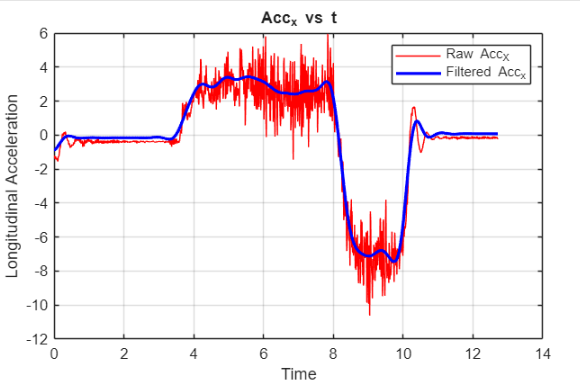 Acc_x vs t
Raw Acc_X
Filtered Acc_x
6
4
2
0
-2
-4
-6
-8
-10
-12
Longitudinal Acceleration
0 2 4 6 8 10 12 14
Time